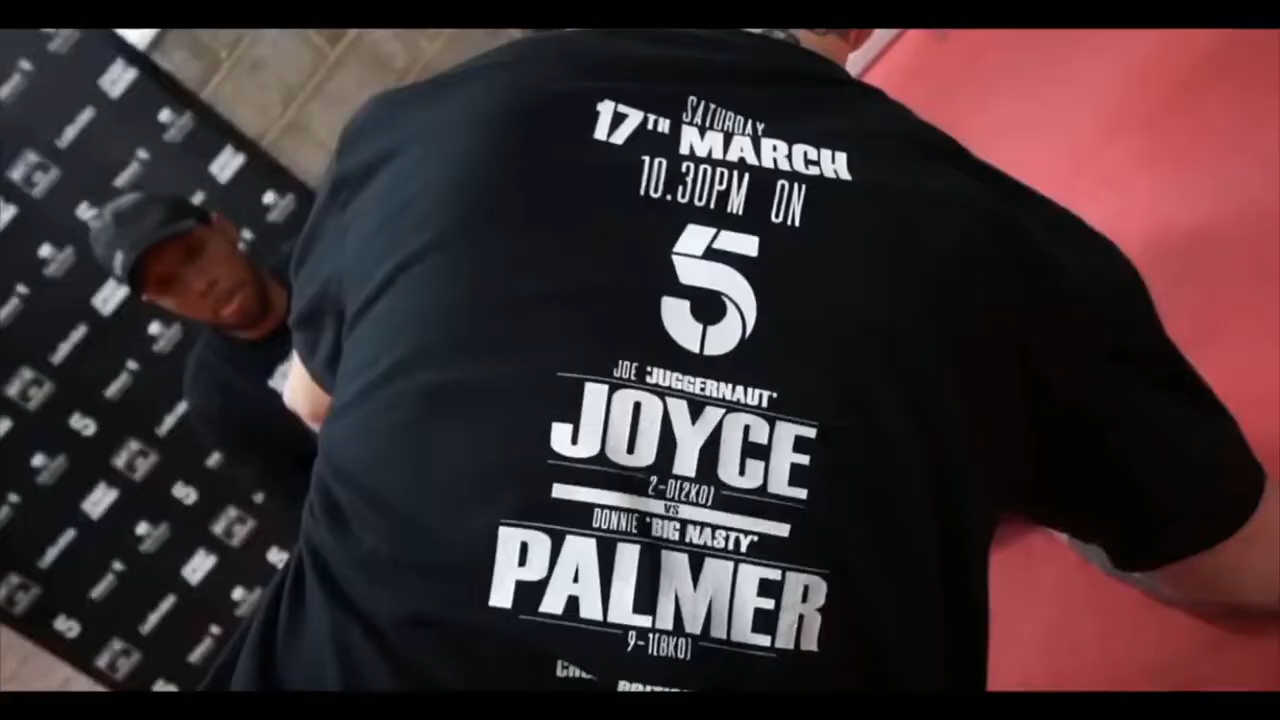 SATURDAY
17TH MARCH
10.30PM ON
5
JOE 'JUGGERNAUT'
JOYCE
2-0(2KO)
VS
DONNIE 'BIG NASTY'
PALMER
9-1(8KO)